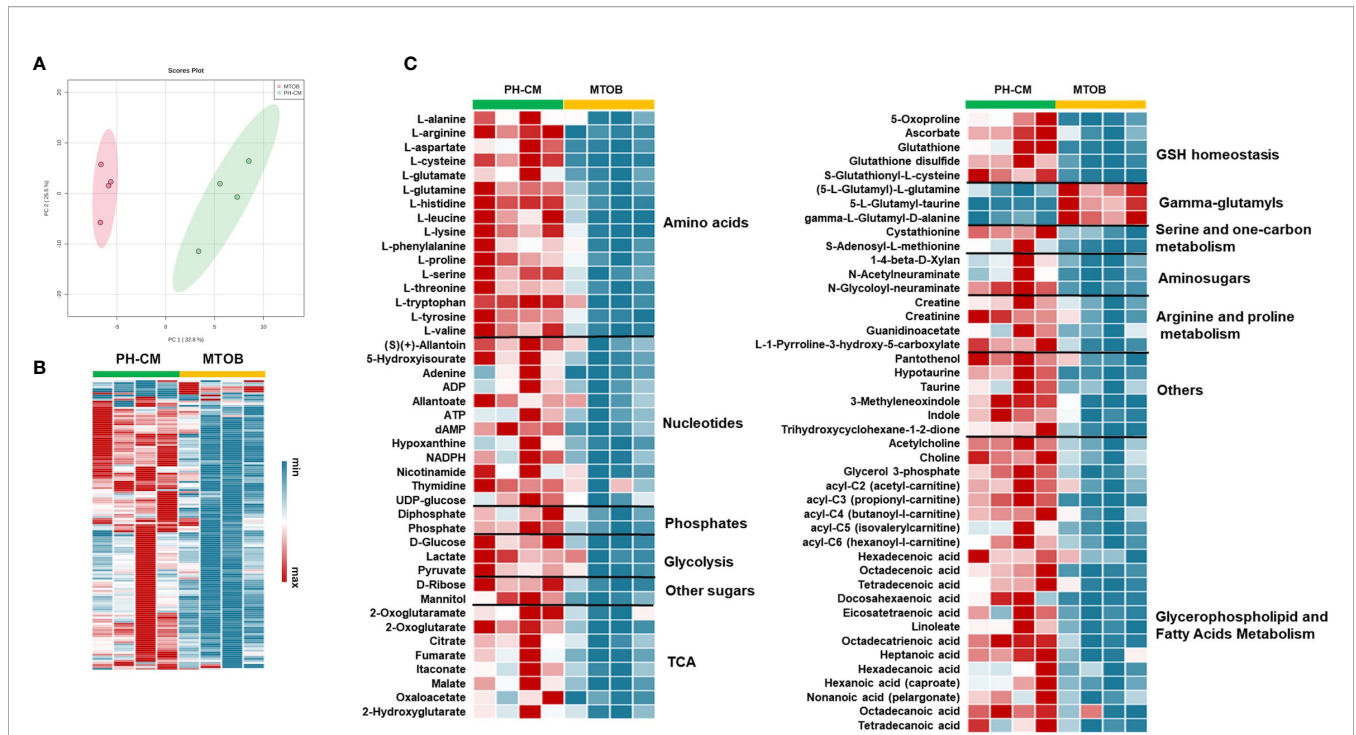 A
Scores Plot
MTOB
PH-CM
20
10
0
-10
-20
PC 2 ( 25.5 %)
-5
0
5
10
PC 1 ( 32.8 %)
B
PH-CM MTOB
min
max
C
PH-CM MTOB
L-alanine
L-arginine
L-aspartate
L-cysteine
L-glutamate
L-glutamine
L-histidine
L-leucine
L-lysine
L-phenylalanine
L-proline
L-serine
L-threonine
L-tryptophan
L-tyrosine
L-valine
Amino acids
(S)(+)-Allantoin
5-Hydroxyisourate
Adenine
ADP
Allantoate
ATP
dAMP
Hypoxanthine
NADPH
Nicotinamide
Thymidine
UDP-glucose
Nucleotides
Diphosphate
Phosphate
Phosphates
D-Glucose
Lactate
Pyruvate
Glycolysis
D-Ribose
Mannitol
Other sugars
2-Oxoglutaramate
2-Oxoglutarate
Citrate
Fumarate
Itaconate
Malate
Oxaloacetate
2-Hydroxyglutarate
TCA
PH-CM MTOB
5-Oxoproline
Ascorbate
Glutathione
Glutathione disulfide
S-Glutathionyl-L-cysteine
GSH homeostasis
(5-L-Glutamyl)-L-glutamine
5-L-Glutamyl-taurine
gamma-L-Glutamyl-D-alanine
Gamma-glutamyls
Cystathionine
S-Adenosyl-L-methionine
Serine and one-carbon
metabolism
1-4-beta-D-Xylan
N-Acetylneuraminate
N-Glycoloyl-neuraminate
Aminosugars
Creatine
Creatinine
Guanidinoacetate
L-1-Pyrroline-3-hydroxy-5-carboxylate
Arginine and proline
metabolism
Pantothenol
Hypotaurine
Taurine
3-Methyleneoxindole
Indole
Trihydroxycyclohexane-1-2-dione
Others
Acetylcholine
Choline
Glycerol 3-phosphate
acyl-C2 (acetyl-carnitine)
acyl-C3 (propionyl-carnitine)
acyl-C4 (butanoyl-l-carnitine)
acyl-C5 (isovalerylcarnitine)
acyl-C6 (hexanoyl-l-carnitine)
Hexadecenoic acid
Octadecenoic acid
Tetradecenoic acid
Docosahexaenoic acid
Eicosatetraenoic acid
Linoleate
Octadecatrienoic acid
Heptanoic acid
Hexadecanoic acid
Hexanoic acid (caproate)
Nonanoic acid (pelargonate)
Octadecanoic acid
Tetradecanoic acid
Glycerophospholipid and
Fatty Acids Metabolism